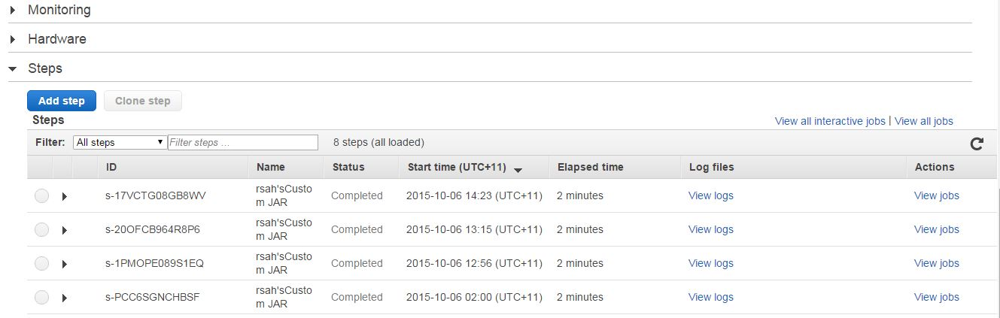 Monitoring
Hardware
Steps
Add step Clone step
Steps View all interactive jobs | View all jobs
Filter: All steps Filter steps ... 8 steps (all loaded)
ID Name Status Start time (UTC+11) Elapsed time Log files Actions
s-17VCTG08GB8WV rsah'sCusto
m JAR Completed 2015-10-06 14:23 (UTC+11) 2 minutes View logs View jobs
s-20OFCB964R8P6 rsah'sCusto
m JAR Completed 2015-10-06 13:15 (UTC+11) 2 minutes View logs View jobs
s-1PMOPE089S1EQ rsah'sCusto
m JAR Completed 2015-10-06 12:56 (UTC+11) 2 minutes View logs View jobs
s-PCC6SGNCHBSF rsah'sCusto
m JAR Completed 2015-10-06 02:00 (UTC+11) 2 minutes View logs View jobs